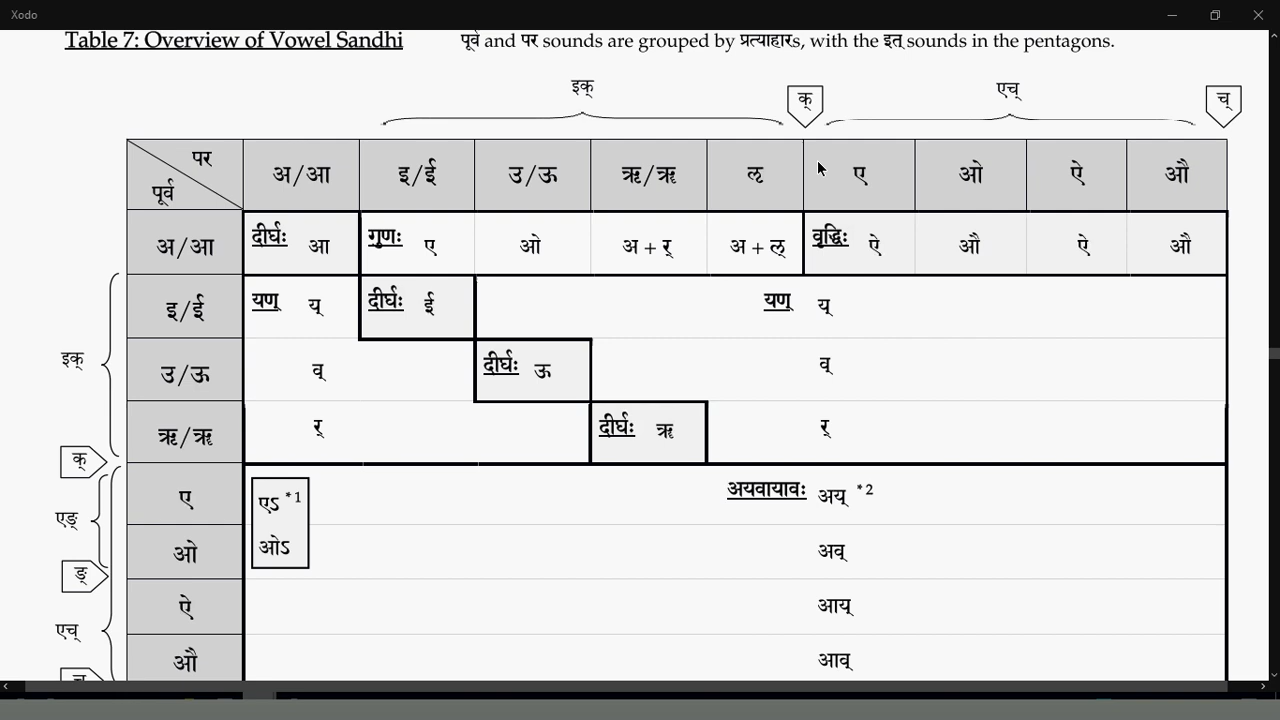 Xodo
Table 7: Overview of Vowel Sandhi पूर्व and पर sounds are grouped by प्रत्याहारs, with the इत् sounds in the pentagons.
इक् क् एच् च्
पर
पूर्व
अ/आ इ/ई उ/ऊ ऋ/ॠ ऌ ए ओ ऐ औ
अ/आ दीर्घः आ गुणः ए ओ अ + र् अ + ल् वृद्धिः ऐ औ ऐ औ
इ/ई यण् य् दीर्घः ई यण् य्
इक्
उ/ऊ व् दीर्घः ऊ व्
ऋ/ॠ र् दीर्घः ॠ र्
क्
ए एऽ *1 अयवायावः अय् *2
एङ्
ओ ओऽ अव्
ङ्
ऐ आय्
एच्
औ आव्